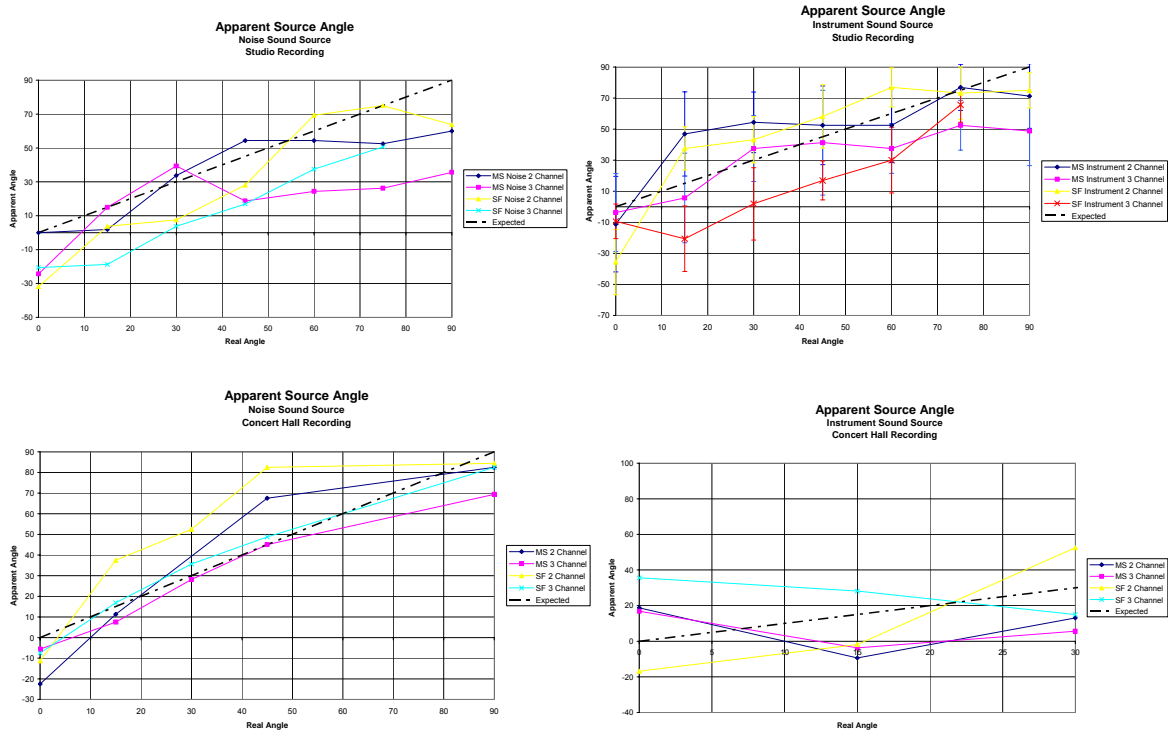 Apparent Source Angle
Noise Sound Source
Studio Recording
90
70
50
30
10
-10
-30
-50
0 10 20 30 40 50 60 70 80 90
Real Angle
Apparent Angle
MS Noise 2 Channel
MS Noise 3 Channel
SF Noise 2 Channel
SF Noise 3 Channel
Expected
Apparent Source Angle
Instrument Sound Source
Studio Recording
90
70
50
30
10
-10
-30
-50
-70
0 10 20 30 40 50 60 70 80 90
Real Angle
Apparent Angle
MS Instrument 2 Channel
MS Instrument 3 Channel
SF Instrument 2 Channel
SF Instrument 3 Channel
Expected
Apparent Source Angle
Noise Sound Source
Concert Hall Recording
90
80
70
60
50
40
30
20
10
0
-10
-20
-30
0 10 20 30 40 50 60 70 80 90
Real Angle
Apparent Angle
MS 2 Channel
MS 3 Channel
SF 2 Channel
SF 3 Channel
Expected
Apparent Source Angle
Instrument Sound Source
Concert Hall Recording
100
80
60
40
20
0
-20
-40
0 5 10 15 20 25 30
Real Angle
Apparent Angle
MS 2 Channel
MS 3 Channel
SF 2 Channel
SF 3 Channel
Expected